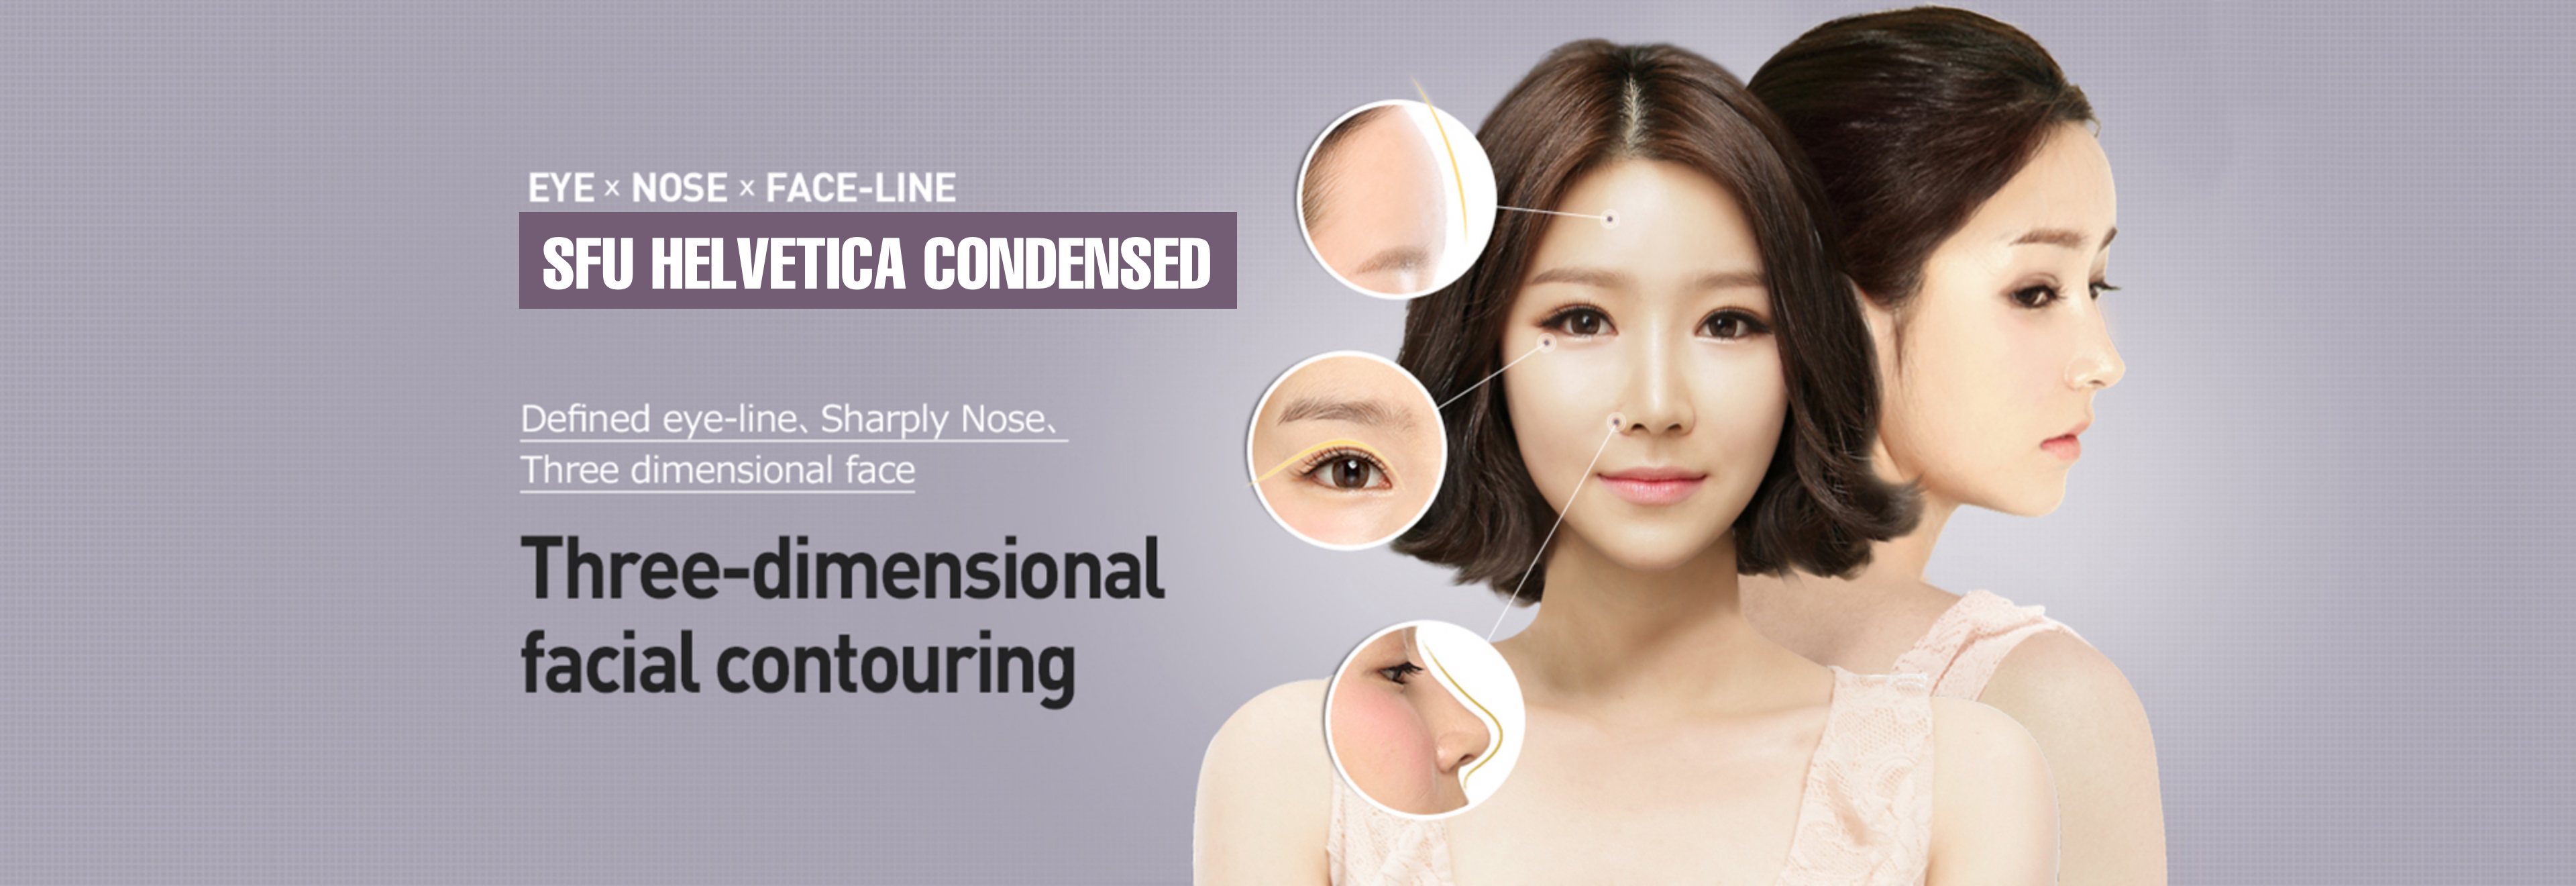 EYE × NOSE × FACE-LINE
SFU HELVETICA CONDENSED
Defined eye-line、Sharply Nose、
Three dimensional face
Three-dimensional
facial contouring